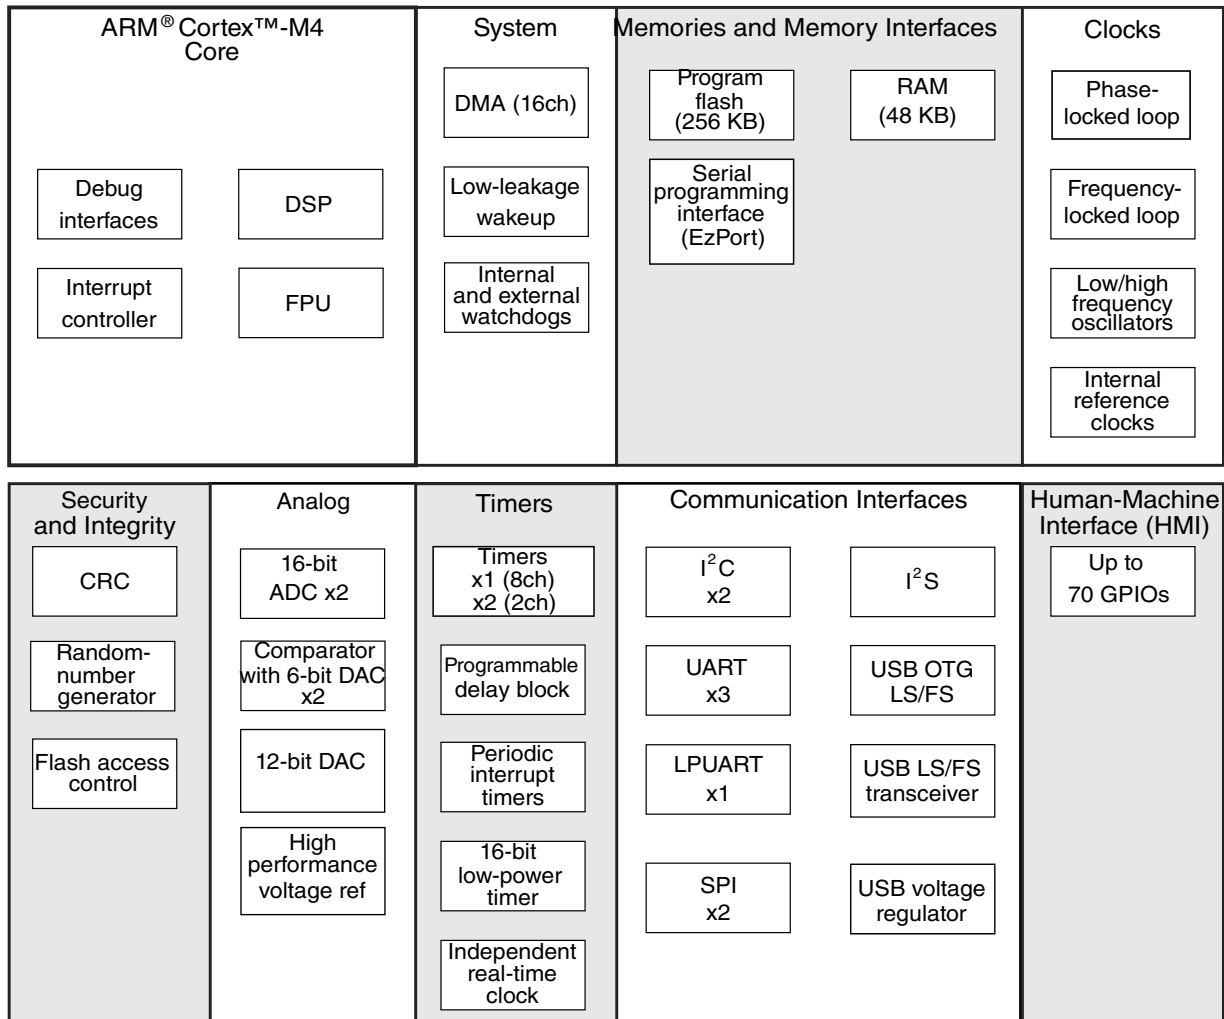 ARM® Cortex™-M4
Core
Debug
interfaces
DSP
Interrupt
controller
FPU
System
DMA (16ch)
Low-leakage
wakeup
Internal
and external
watchdogs
Memories and Memory Interfaces
Program
flash
(256 KB)
RAM
(48 KB)
Serial
programming
interface
(EzPort)
Clocks
Phase-
locked loop
Frequency-
locked loop
Low/high
frequency
oscillators
Internal
reference
clocks
Security
and Integrity
CRC
Random-
number
generator
Flash access
control
Analog
16-bit
ADC x2
Comparator
with 6-bit DAC
x2
12-bit DAC
High
performance
voltage ref
Timers
Timers
x1 (8ch)
x2 (2ch)
Programmable
delay block
Periodic
interrupt
timers
16-bit
low-power
timer
Independent
real-time
clock
Communication Interfaces
I²C
x2
I²S
UART
x3
USB OTG
LS/FS
LPUART
x1
USB LS/FS
transceiver
SPI
x2
USB voltage
regulator
Human-Machine
Interface (HMI)
Up to
70 GPIOs